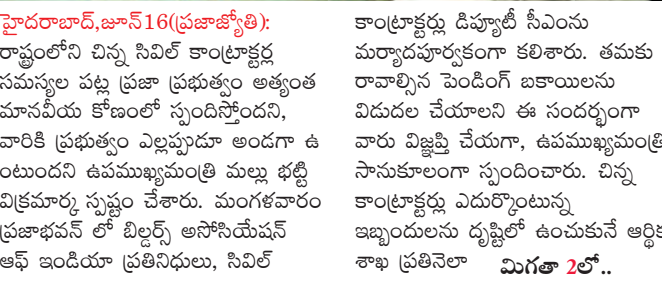 హైదరాబాద్,జూన్16(ప్రజాజ్యోతి):
రాష్ట్రంలోని చిన్న సివిల్ కాంట్రాక్టర్ల
సమస్యల పట్ల ప్రజా ప్రభుత్వం అత్యంత
మానవీయ కోణంలో స్పందిస్తోందని,
వారికి ప్రభుత్వం ఎల్లప్పుడూ అండగా ఉ
ంటుందని ఉపముఖ్యమంత్రి మల్లు భట్టి
విక్రమార్క స్పష్టం చేశారు. మంగళవారం
ప్రజాభవన్ లో బిల్డర్స్ అసోసియేషన్
ఆఫ్ ఇండియా ప్రతినిధులు, సివిల్
కాంట్రాక్టర్లు డిప్యూటీ సీఎంను
మర్యాదపూర్వకంగా కలిశారు. తమకు
రావాల్సిన పెండింగ్ బకాయిలను
విడుదల చేయాలని ఈ సందర్భంగా
వారు విజ్ఞప్తి చేయగా, ఉపముఖ్యమంత్రి
సానుకూలంగా స్పందించారు. చిన్న
కాంట్రాక్టర్లు ఎదుర్కొంటున్న
ఇబ్బందులను దృష్టిలో ఉంచుకునే ఆర్థిక
శాఖ ప్రతినెలా మిగతా 2లో..